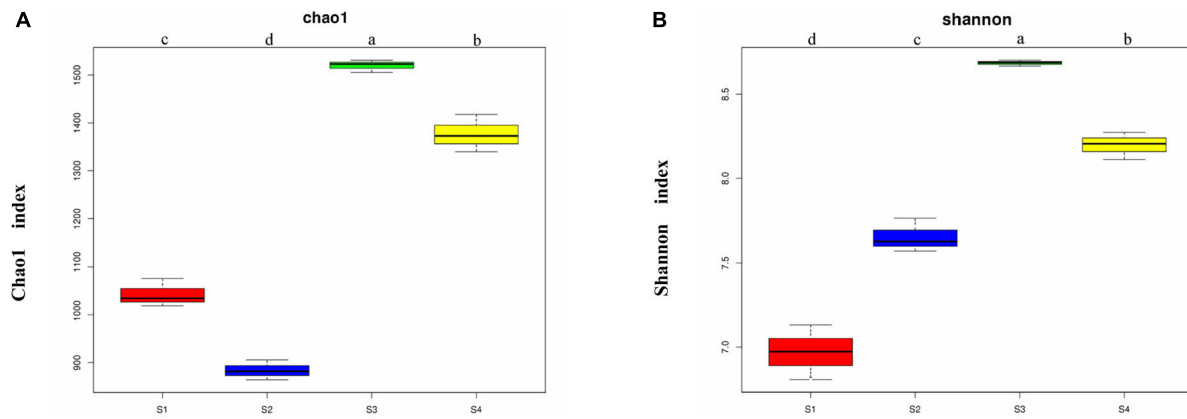 A
chao1
c d a b
Chao1 index
1500
1400
1300
1200
1100
1000
900
S1 S2 S3 S4
B
shannon
d c a b
Shannon index
8.5
8.0
7.5
7.0
S1 S2 S3 S4